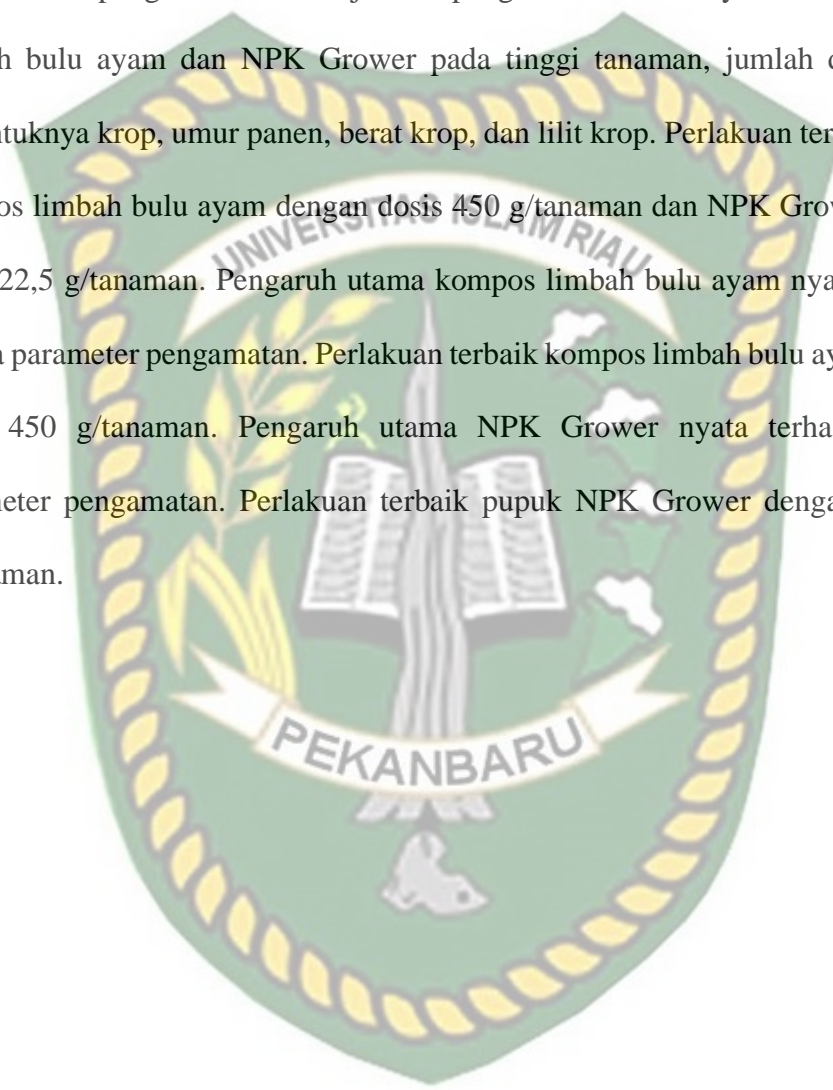 h bulu ayam dan NPK Grower pada tinggi tanaman, jumlah d
ntuknya krop, umur panen, berat krop, dan lilit krop. Perlakuan ter
os limbah bulu ayam dengan dosis 450 g/tanaman dan NPK Grow
22,5 g/tanaman. Pengaruh utama kompos limbah bulu ayam nya
a parameter pengamatan. Perlakuan terbaik kompos limbah bulu ay
450 g/tanaman. Pengaruh utama NPK Grower nyata terha
neter pengamatan. Perlakuan terbaik pupuk NPK Grower denga
aman.
UNIVERSITAS ISLAM RIAU
PEKANBARU